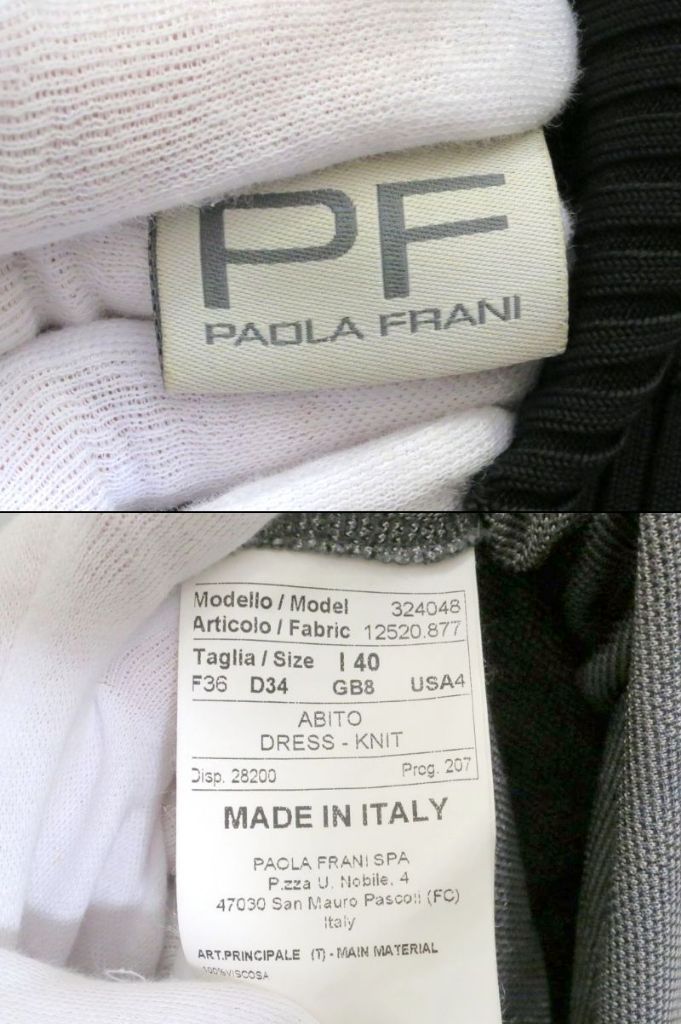 PF
PAOLA FRANI
Modello / Model 324048
Articolo / Fabric 12520.877
Taglia / Size I 40
F36 D34 GB8 USA4
ABITO
DRESS - KNIT
Disp. 28200 Prog. 207
MADE IN ITALY
PAOLA FRANI SPA
P.zza U. Nobile, 4
47030 San Mauro Pascoli (FC)
Italy
ART.PRINCIPALE (T) - MAIN MATERIAL
100%VISCOSA